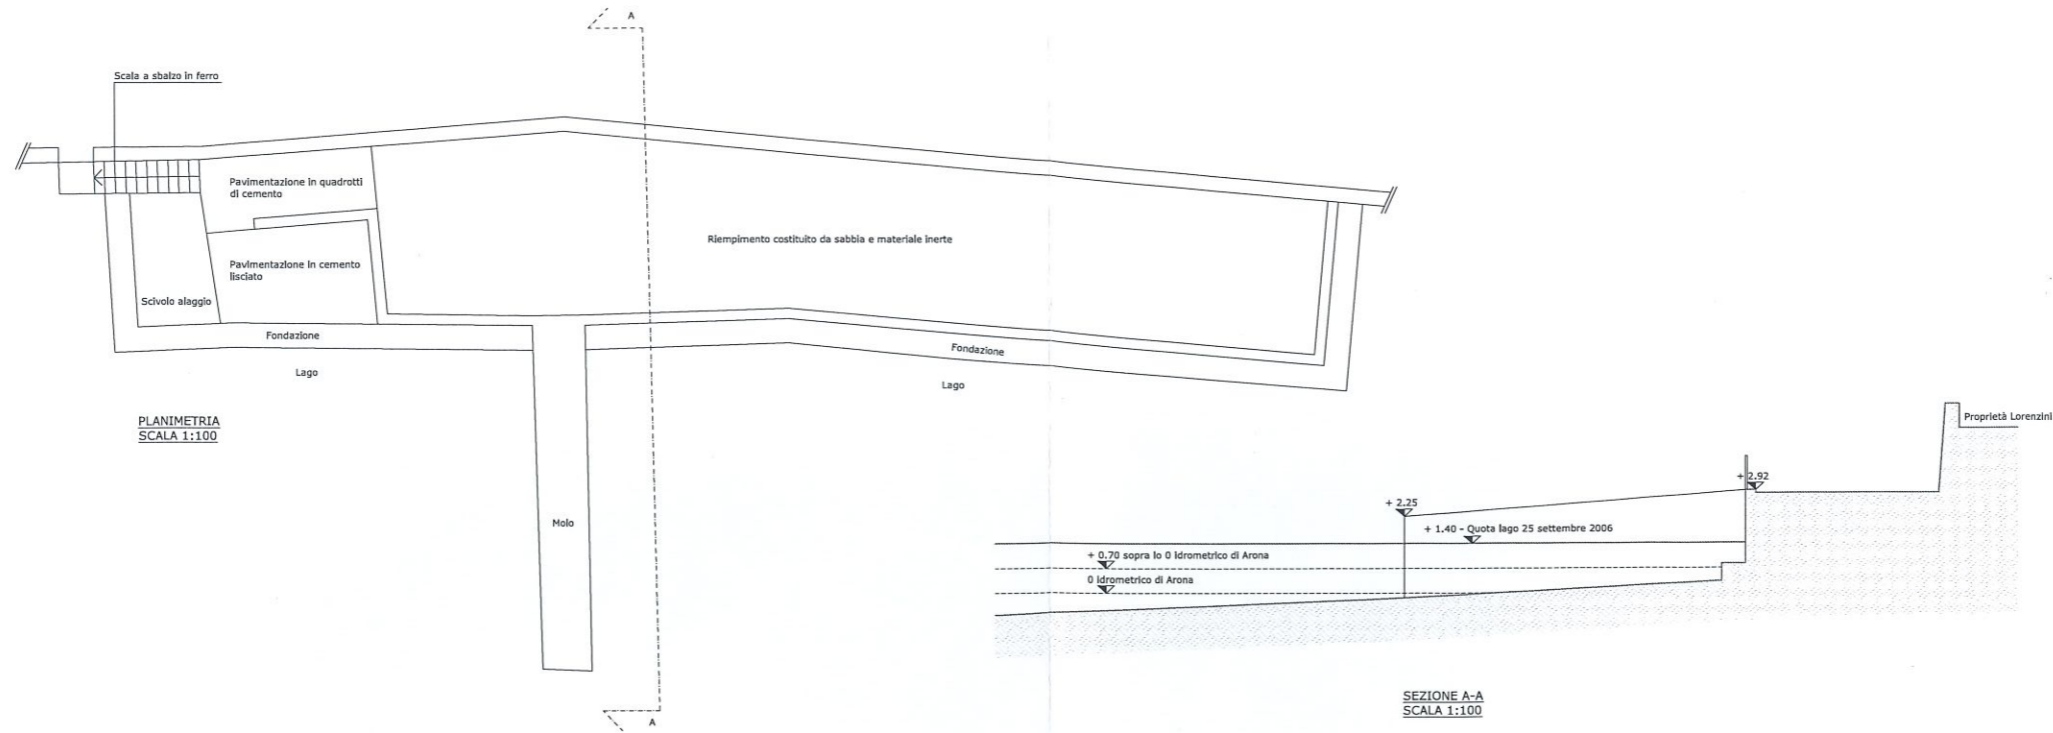 A
Scala a sbalzo in ferro
Pavimentazione in quadrotti
di cemento
Riempimento costituito da sabbia e materiale inerte
Pavimentazione in cemento
lisciato
Scivolo alaggio
Fondazione
Fondazione
Lago
Lago
PLANIMETRIA
SCALA 1:100
Molo
A
Proprietà Lorenzini
+ 2.92
+ 2.25
+ 1.40 - Quota lago 25 settembre 2006
+ 0.70 sopra lo 0 idrometrico di Arona
0 idrometrico di Arona
SEZIONE A-A
SCALA 1:100